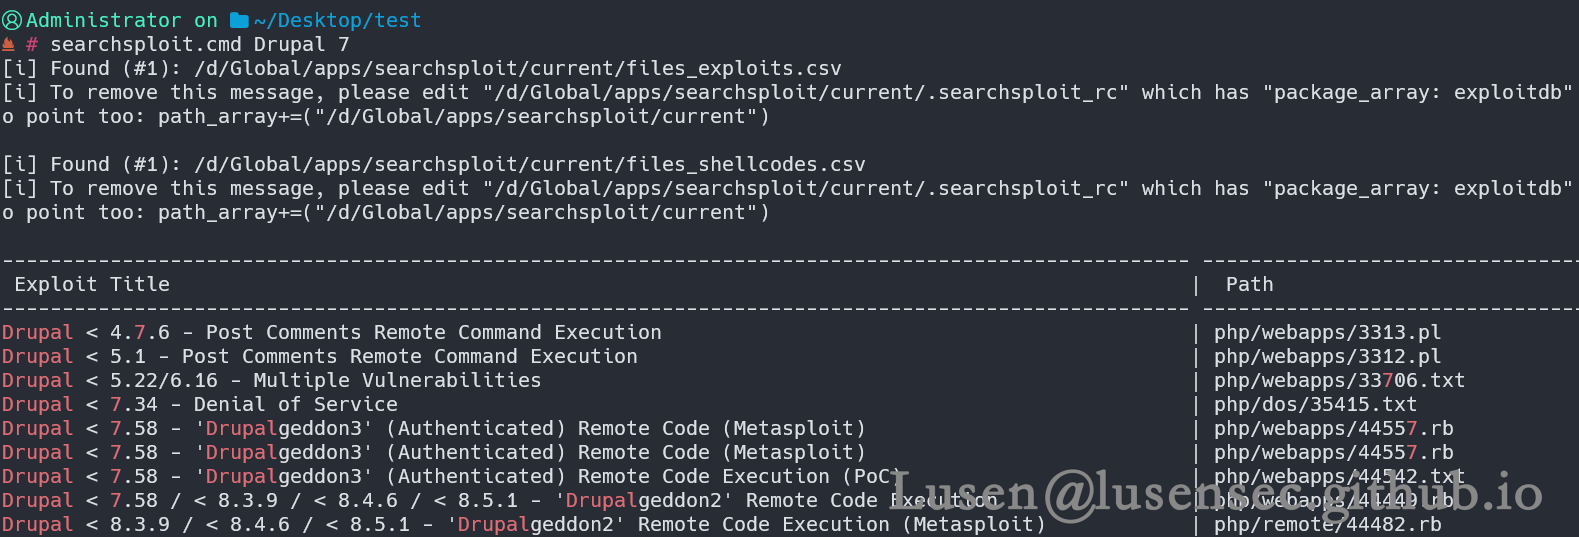 Administrator on ~/Desktop/test
# searchsploit.cmd Drupal 7
[i] Found (#1): /d/Global/apps/searchsploit/current/files_exploits.csv
[i] To remove this message, please edit "/d/Global/apps/searchsploit/current/.searchsploit_rc" which has "package_array: exploitdb"
o point too: path_array+=("/d/Global/apps/searchsploit/current")
[i] Found (#1): /d/Global/apps/searchsploit/current/files_shellcodes.csv
[i] To remove this message, please edit "/d/Global/apps/searchsploit/current/.searchsploit_rc" which has "package_array: exploitdb"
o point too: path_array+=("/d/Global/apps/searchsploit/current")
Exploit Title | Path
Drupal < 4.7.6 - Post Comments Remote Command Execution | php/webapps/3313.pl
Drupal < 5.1 - Post Comments Remote Command Execution | php/webapps/3312.pl
Drupal < 5.22/6.16 - Multiple Vulnerabilities | php/webapps/33706.txt
Drupal < 7.34 - Denial of Service | php/dos/35415.txt
Drupal < 7.58 - 'Drupalgeddon3' (Authenticated) Remote Code (Metasploit) | php/webapps/44557.rb
Drupal < 7.58 - 'Drupalgeddon3' (Authenticated) Remote Code (Metasploit) | php/webapps/44557.rb
Drupal < 7.58 - 'Drupalgeddon3' (Authenticated) Remote Code Execution (PoC) | php/webapps/44542.txt
Drupal < 7.58 / < 8.3.9 / < 8.4.6 / < 8.5.1 - 'Drupalgeddon2' Remote Code Execution | php/webapps/44449.rb
Drupal < 8.3.9 / < 8.4.6 / < 8.5.1 - 'Drupalgeddon2' Remote Code Execution (Metasploit) | php/remote/44482.rb
Lusen@lusensec.github.io